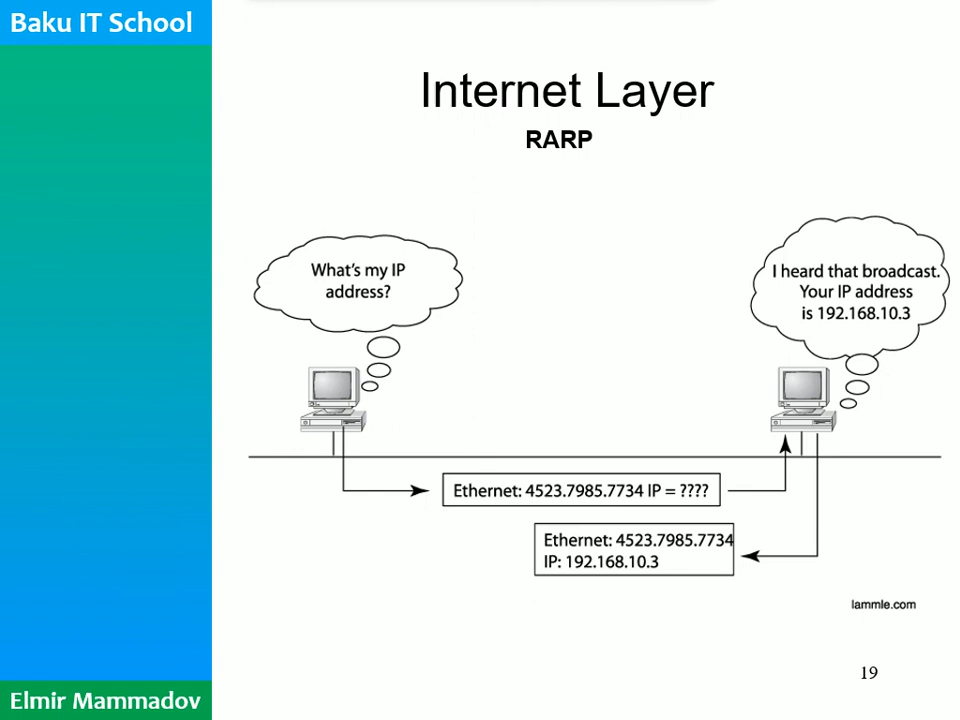 Baku IT School
Internet Layer
RARP
What's my IP
address?
I heard that broadcast.
Your IP address
is 192.168.10.3
Ethernet: 4523.7985.7734 IP = ????
Ethernet: 4523.7985.7734
IP: 192.168.10.3
lammle.com
19
Elmir Mammadov